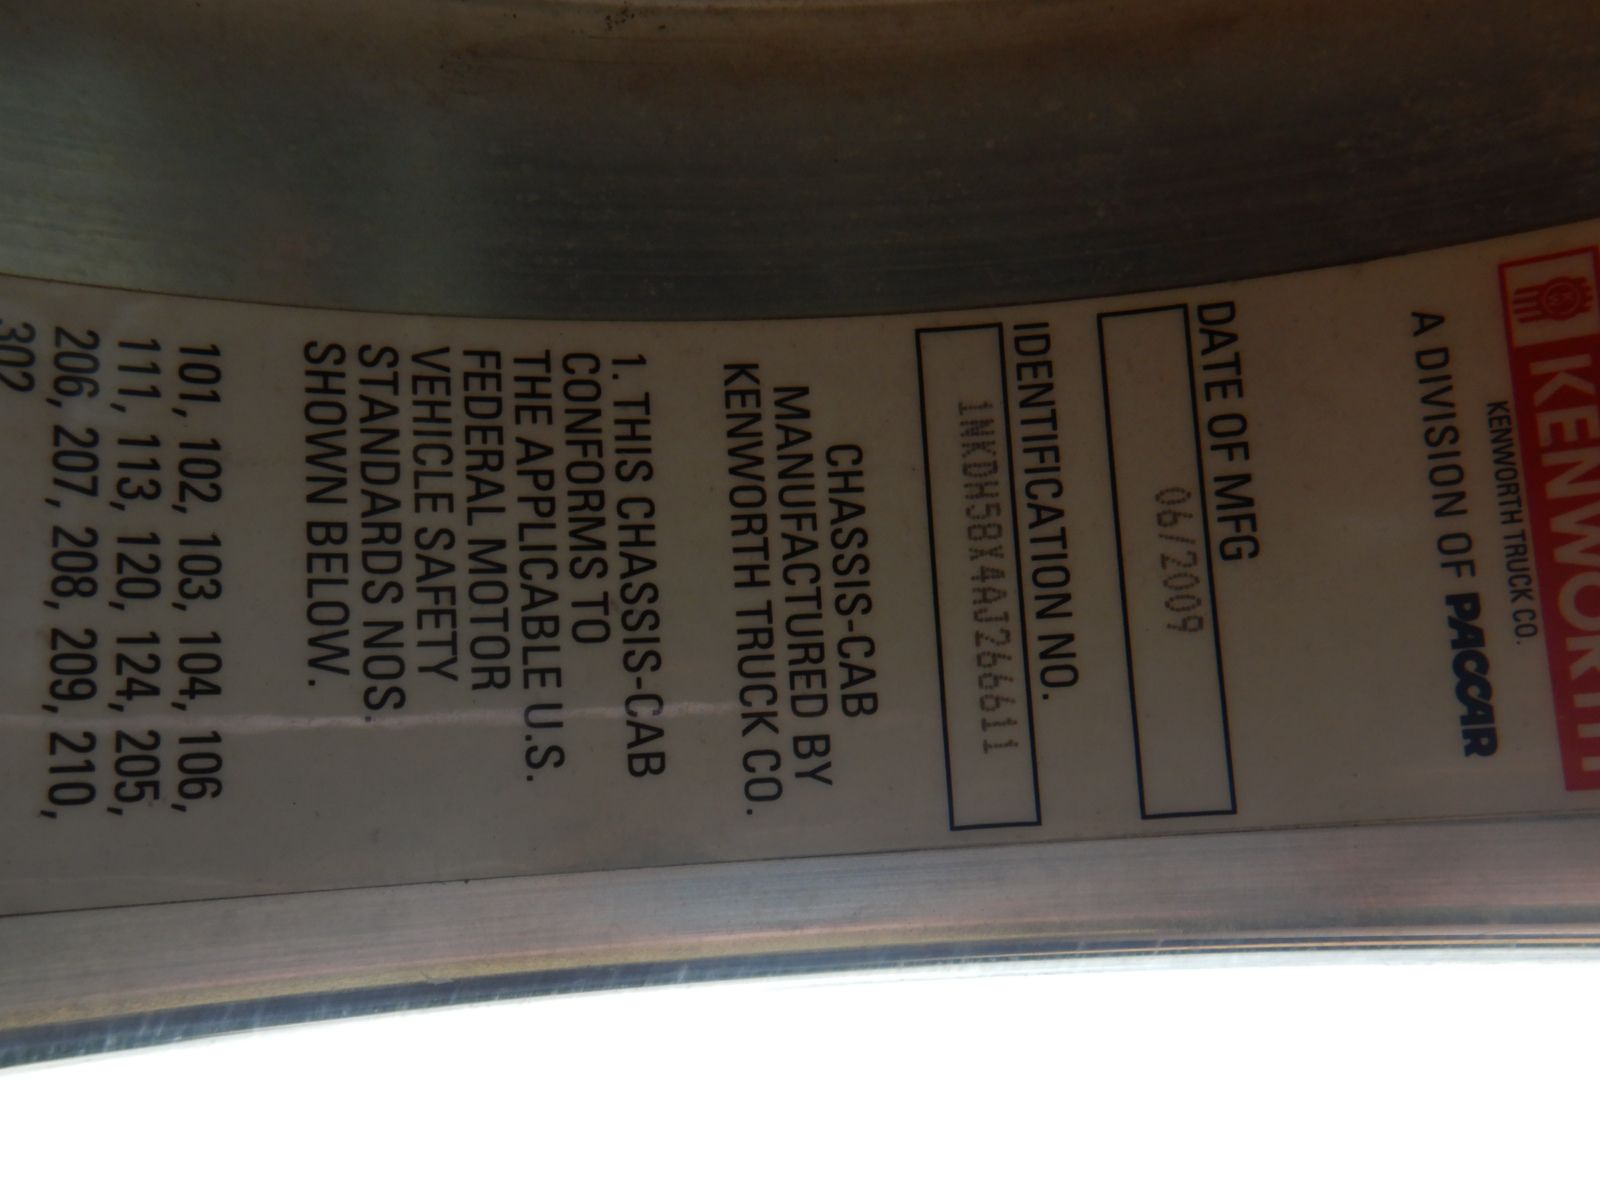 KENWORTH
KENWORTH TRUCK CO.
A DIVISION OF PACCAR
DATE OF MFG
06/2009
IDENTIFICATION NO.
1NKDH58X4AJ266611
CHASSIS-CAB
MANUFACTURED BY
KENWORTH TRUCK CO.
1. THIS CHASSIS-CAB
CONFORMS TO
THE APPLICABLE U.S.
FEDERAL MOTOR
VEHICLE SAFETY
STANDARDS NOS.
SHOWN BELOW.
101, 102, 103, 104, 106,
111, 113, 120, 124, 205,
206, 207, 208, 209, 210,
302